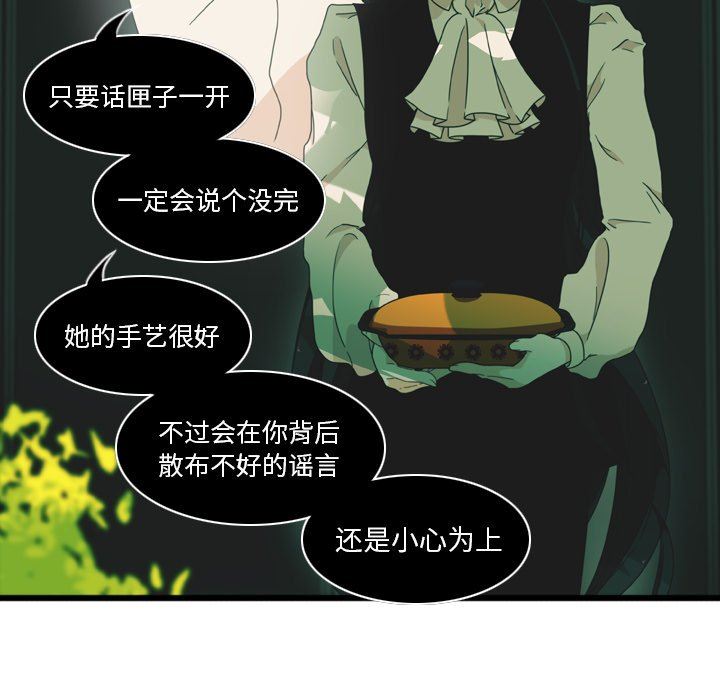 只要话匣子一开
一定会说个没完
她的手艺很好
不过会在你背后
散布不好的谣言
还是小心为上